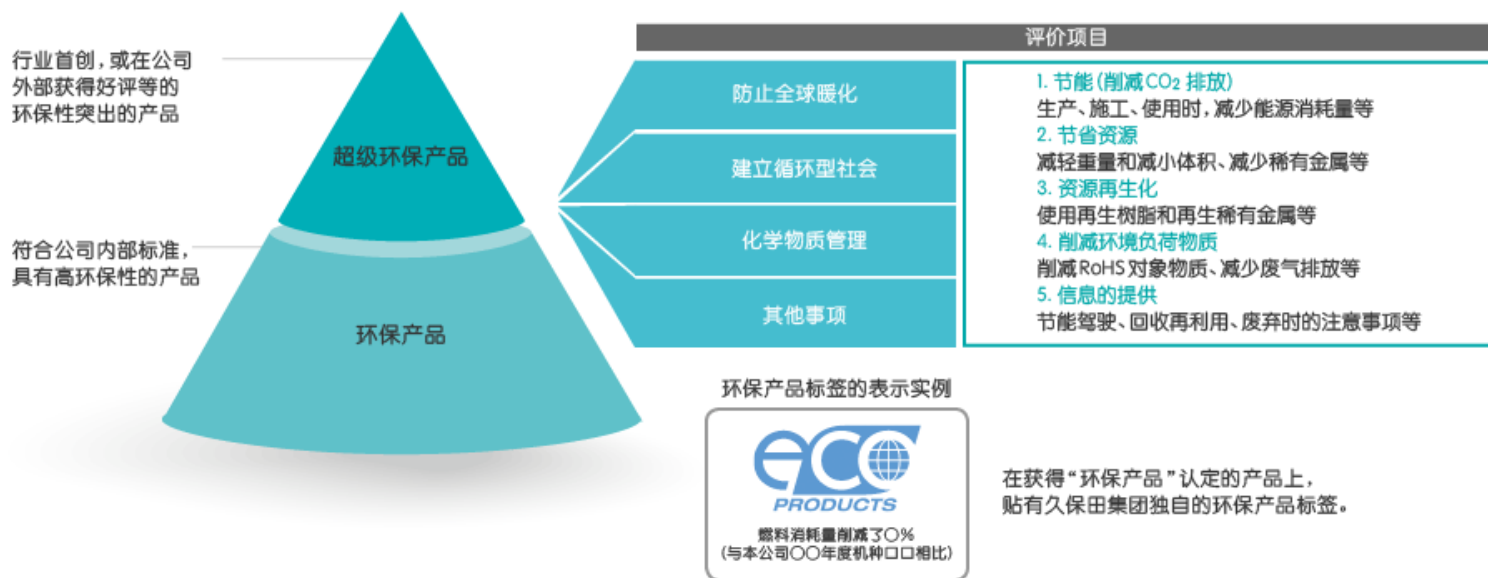 行业首创，或在公司
外部获得好评等的
环保性突出的产品
超级环保产品
符合公司内部标准，
具有高环保性的产品
环保产品
评价项目
防止全球暖化
建立循环型社会
化学物质管理
其他事项
1. 节能（削减CO₂ 排放）
生产、施工、使用时，减少能源消耗量等
2. 节省资源
减轻重量和减小体积、减少稀有金属等
3. 资源再生化
使用再生树脂和再生稀有金属等
4. 削减环境负荷物质
削减RoHS对象物质、减少废气排放等
5. 信息的提供
节能驾驶、回收再利用、废弃时的注意事项等
环保产品标签的表示实例
eco
PRODUCTS
燃料消耗量削减了〇%
（与本公司〇〇年度机种口口相比）
在获得“环保产品”认定的产品上，
贴有久保田集团独自的环保产品标签。